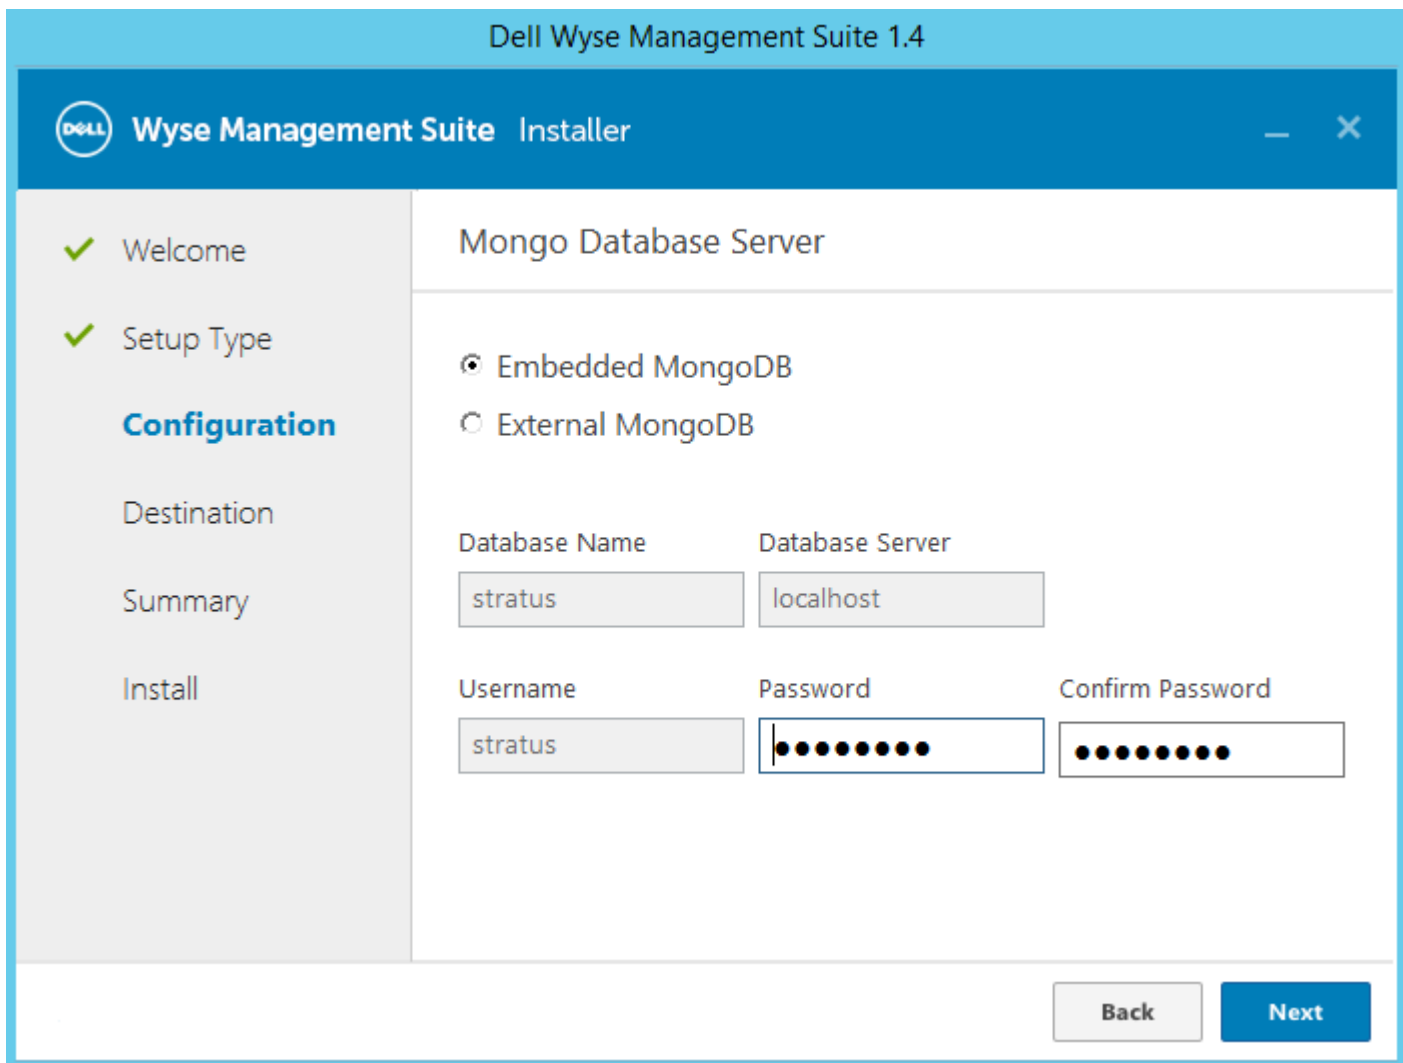 Dell Wyse Management Suite 1.4
DELL Wyse Management Suite Installer
Welcome
Setup Type
Configuration
Destination
Summary
Install
Mongo Database Server
Embedded MongoDB
External MongoDB
Database Name Database Server
stratus localhost
Username Password Confirm Password
stratus ●●●●●●●● ●●●●●●●●
Back Next